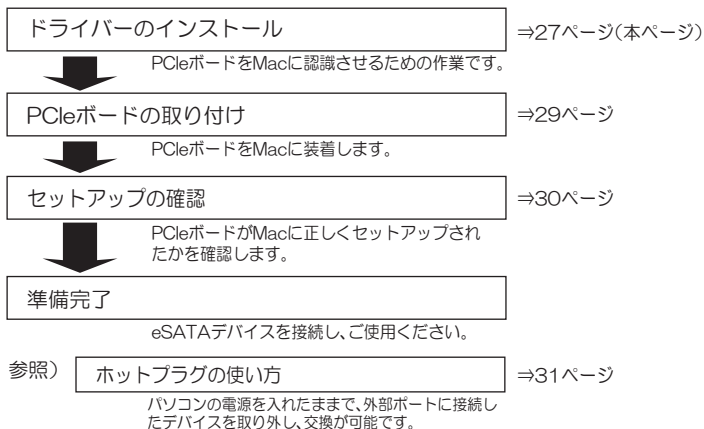 ドライバーのインストール ⇒27ページ(本ページ)
PCIeボードをMacに認識させるための作業です。
PCIeボードの取り付け ⇒29ページ
PCIeボードをMacに装着します。
セットアップの確認 ⇒30ページ
PCIeボードがMacに正しくセットアップされ
たかを確認します。
準備完了
eSATAデバイスを接続し、ご使用ください。
参照) ホットプラグの使い方 ⇒31ページ
パソコンの電源を入れたままで、外部ポートに接続し
たデバイスを取り外し、交換が可能です。